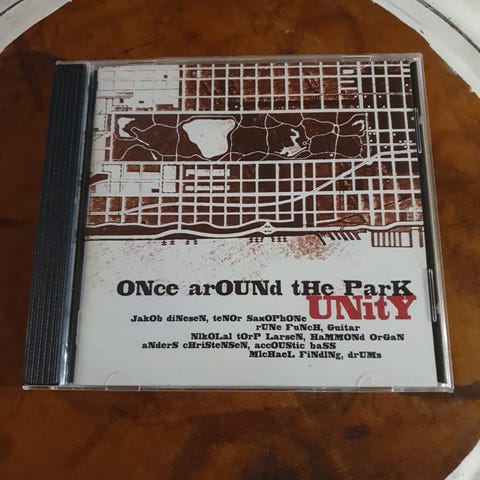 ONce arOUNd tHe ParK
UNitY
JakOb diNeseN, teNOr SaxOPhONe
rUNe FuNcH, Guitar
NIkOLaI tOrp LarseN, HaMMONd OrGaN
aNderS cHriSteNSeN, accOUStic baSS
MIcHaeL FiNdINg, drUMs